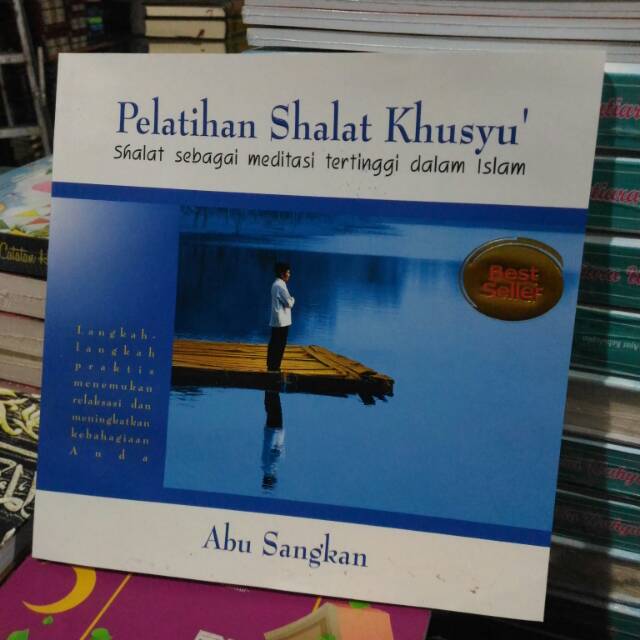 Pelatihan Shalat Khusyu'
Shalat sebagai meditasi tertinggi dalam Islam
Best
Seller
Langkah-
langkah
praktis
menemukan
relaksasi dan
meningkatkan
kebahagiaan
Anda
Abu Sangkan